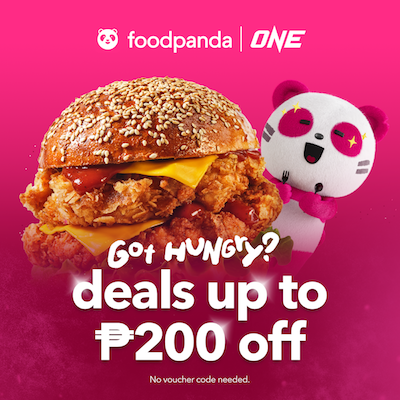 foodpanda | ONE
Got HUNGry?
deals up to
₱200 off
No voucher code needed.